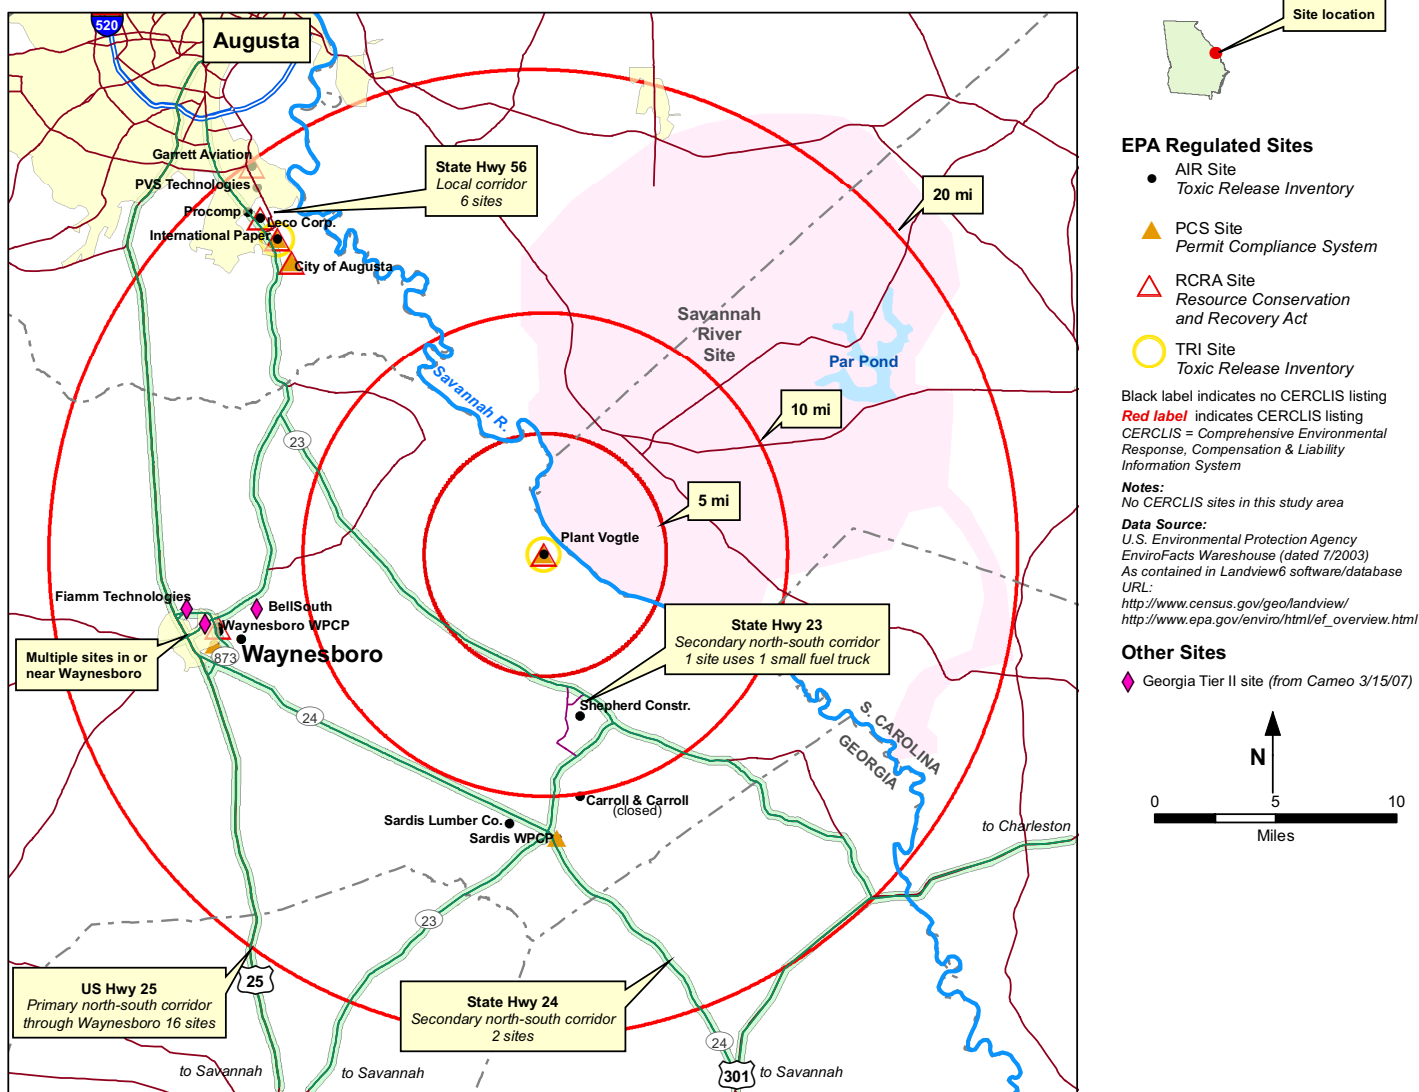 520
Augusta
Site location
Garrett Aviation
PVS Technologies
Procomp
Leco Corp.
International Paper
City of Augusta
State Hwy 56
Local corridor
6 sites
20 mi
Savannah
River
Site
Par Pond
10 mi
Savannah R.
23
5 mi
Plant Vogtle
Fiamm Technologies
BellSouth
Waynesboro WPCP
Waynesboro
873
Multiple sites in or
near Waynesboro
State Hwy 23
Secondary north-south corridor
1 site uses 1 small fuel truck
24
Shepherd Constr.
S. CAROLINA
GEORGIA
Carroll & Carroll
(closed)
Sardis Lumber Co.
Sardis WPCP
to Charleston
23
US Hwy 25
Primary north-south corridor
through Waynesboro 16 sites
25
State Hwy 24
Secondary north-south corridor
2 sites
24
301
to Savannah
to Savannah
to Savannah
EPA Regulated Sites
AIR Site
Toxic Release Inventory
PCS Site
Permit Compliance System
RCRA Site
Resource Conservation
and Recovery Act
TRI Site
Toxic Release Inventory
Black label indicates no CERCLIS listing
Red label indicates CERCLIS listing
CERCLIS = Comprehensive Environmental
Response, Compensation & Liability
Information System
Notes:
No CERCLIS sites in this study area
Data Source:
U.S. Environmental Protection Agency
EnviroFacts Warehouse (dated 7/2003)
As contained in Landview6 software/database
URL:
http://www.census.gov/geo/landview/
http://www.epa.gov/enviro/html/ef_overview.html
Other Sites
Georgia Tier II site (from Cameo 3/15/07)
N
0 5 10
Miles